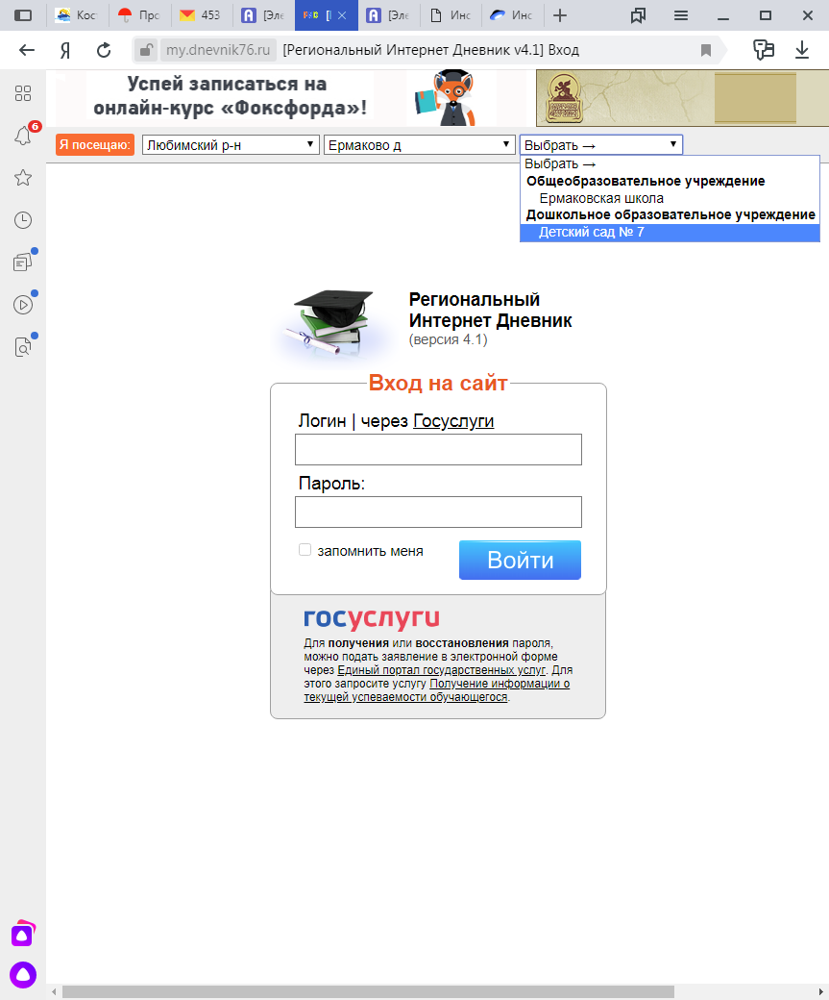 Кос
Прс
453
[Эле
[І
[Эле
Инс
Инс
my.dnevnik76.ru [Региональный Интернет Дневник v4.1] Вход
6
Успей записаться на
онлайн-курс «Фоксфорда»!
Я посещаю: Любимский р-н Ермаково д Выбрать →
Выбрать →
Общеобразовательное учреждение
Ермаковская школа
Дошкольное образовательное учреждение
Детский сад № 7
Региональный
Интернет Дневник
(версия 4.1)
Вход на сайт
Логин | через Госуслуги
Пароль:
запомнить меня
Войти
госуслуги
Для получения или восстановления пароля,
можно подать заявление в электронной форме
через Единый портал государственных услуг. Для
этого запросите услугу Получение информации о
текущей успеваемости обучающегося.